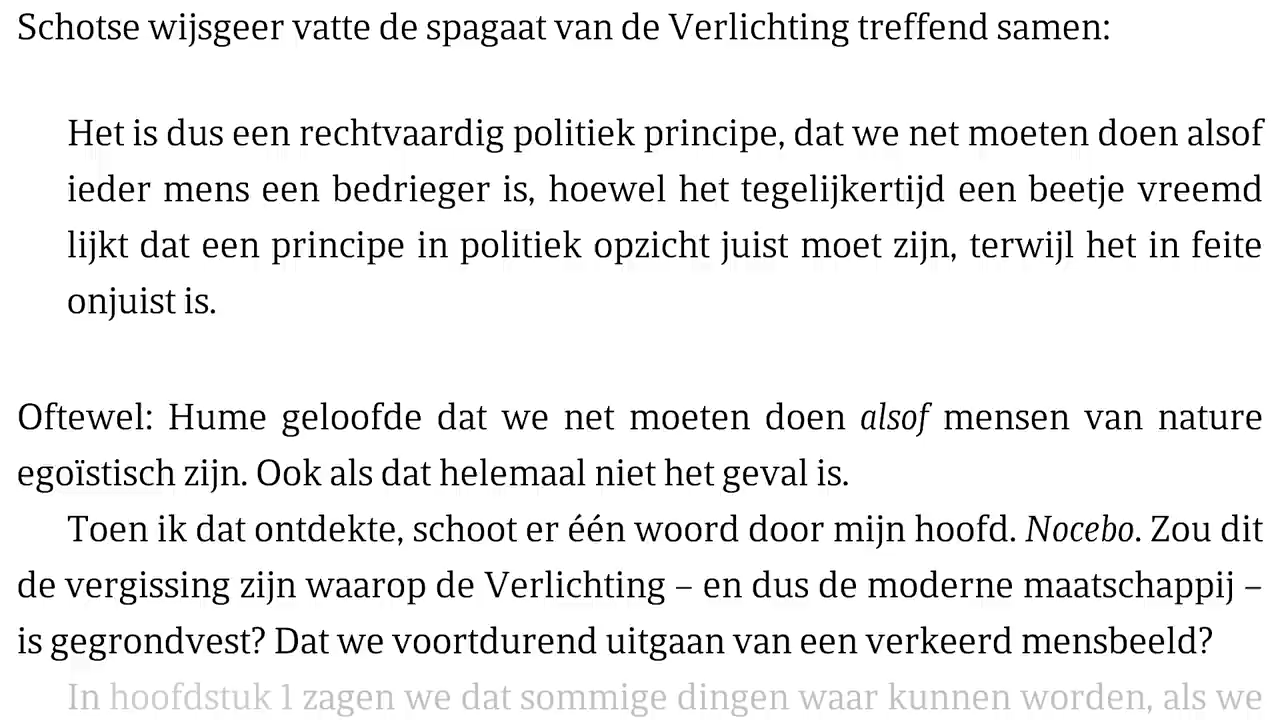 Schotse wijsgeer vatte de spagaat van de Verlichting treffend samen:
Het is dus een rechtvaardig politiek principe, dat we net moeten doen alsof
ieder mens een bedrieger is, hoewel het tegelijkertijd een beetje vreemd
lijkt dat een principe in politiek opzicht juist moet zijn, terwijl het in feite
onjuist is.
Oftewel: Hume geloofde dat we net moeten doen alsof mensen van nature
egoïstisch zijn. Ook als dat helemaal niet het geval is.
Toen ik dat ontdekte, schoot er één woord door mijn hoofd. Nocebo. Zou dit
de vergissing zijn waarop de Verlichting – en dus de moderne maatschappij –
is gegrondvest? Dat we voortdurend uitgaan van een verkeerd mensbeeld?
In hoofdstuk 1 zagen we dat sommige dingen waar kunnen worden, als we